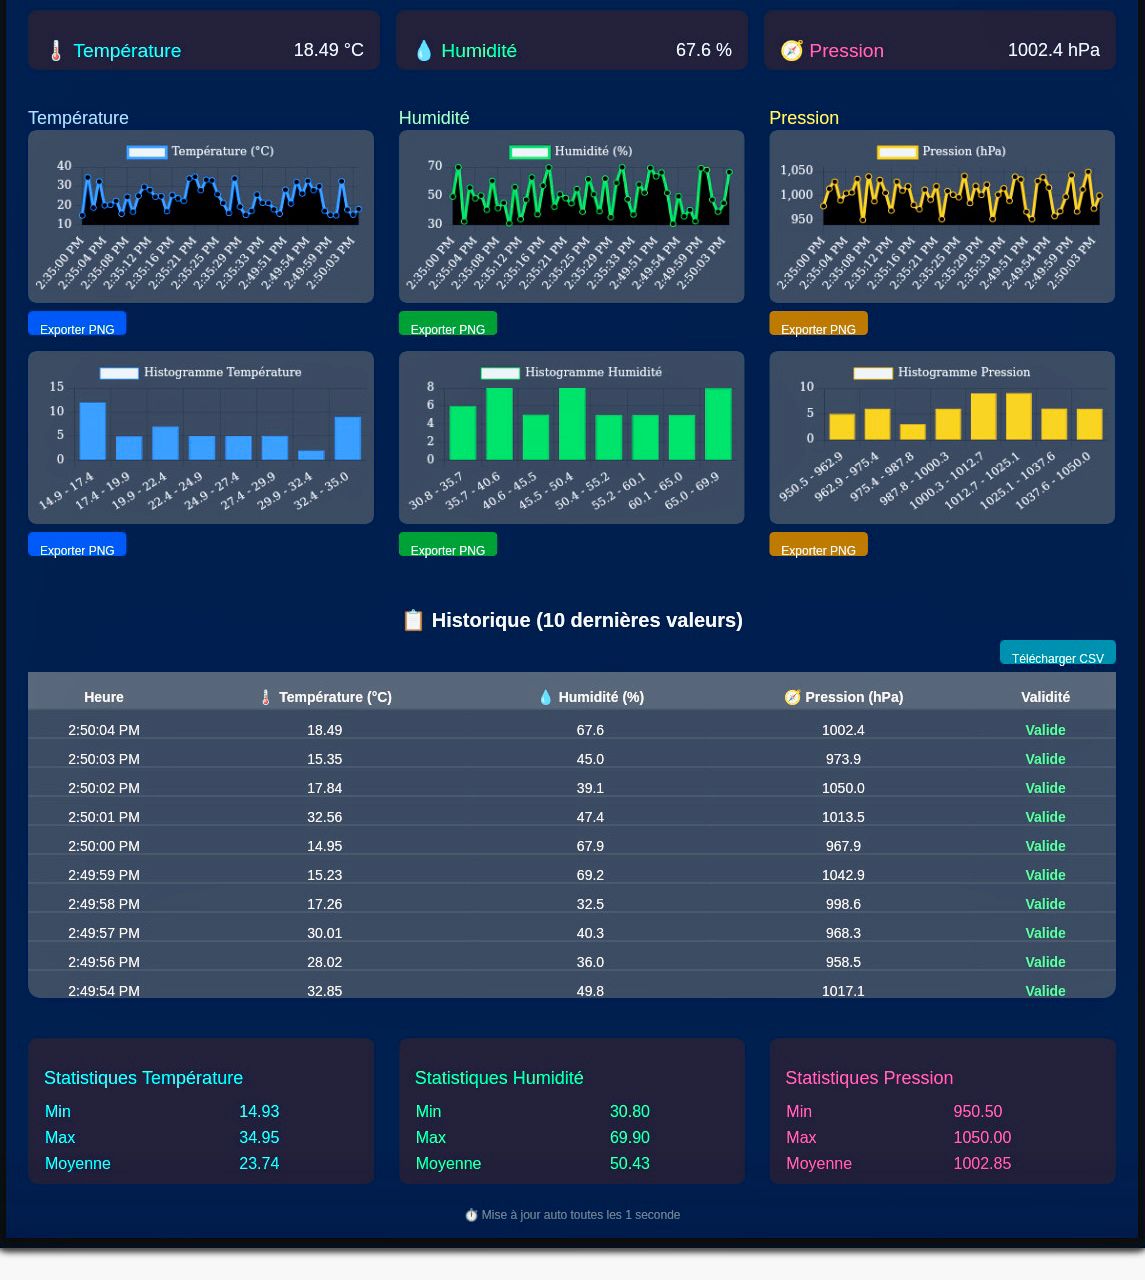 Température 18.49 °C Humidité 67.6 % Pression 1002.4 hPa
Température Humidité Pression
Température (°C) Humidité (%) Pression (hPa)
40 70 1,050
30 50 1,000
20 30 950
10
2:35:00 PM 2:35:04 PM 2:35:08 PM 2:35:12 PM 2:35:16 PM 2:35:21 PM 2:35:25 PM 2:35:29 PM 2:35:33 PM 2:49:51 PM 2:49:54 PM 2:49:59 PM 2:50:03 PM
2:35:00 PM 2:35:04 PM 2:35:08 PM 2:35:12 PM 2:35:16 PM 2:35:21 PM 2:35:25 PM 2:35:29 PM 2:35:33 PM 2:49:51 PM 2:49:54 PM 2:49:59 PM 2:50:03 PM
2:35:00 PM 2:35:04 PM 2:35:08 PM 2:35:12 PM 2:35:16 PM 2:35:21 PM 2:35:25 PM 2:35:29 PM 2:35:33 PM 2:49:51 PM 2:49:54 PM 2:49:59 PM 2:50:03 PM
Exporter PNG Exporter PNG Exporter PNG
Histogramme Température Histogramme Humidité Histogramme Pression
15 8 10
10 6 5
5 4 0
0 2
0
14.9 - 17.4 17.4 - 19.9 19.9 - 22.4 22.4 - 24.9 24.9 - 27.4 27.4 - 29.9 29.9 - 32.4 32.4 - 35.0
30.8 - 35.7 35.7 - 40.6 40.6 - 45.5 45.5 - 50.4 50.4 - 55.2 55.2 - 60.1 60.1 - 65.0 65.0 - 69.9
950.5 - 962.9 962.9 - 975.4 975.4 - 987.8 987.8 - 1000.3 1000.3 - 1012.7 1012.7 - 1025.1 1025.1 - 1037.6 1037.6 - 1050.0
Exporter PNG Exporter PNG Exporter PNG
Historique (10 dernières valeurs)
Télécharger CSV
Heure Température (°C) Humidité (%) Pression (hPa) Validité
2:50:04 PM 18.49 67.6 1002.4 Valide
2:50:03 PM 15.35 45.0 973.9 Valide
2:50:02 PM 17.84 39.1 1050.0 Valide
2:50:01 PM 32.56 47.4 1013.5 Valide
2:50:00 PM 14.95 67.9 967.9 Valide
2:49:59 PM 15.23 69.2 1042.9 Valide
2:49:58 PM 17.26 32.5 998.6 Valide
2:49:57 PM 30.01 40.3 968.3 Valide
2:49:56 PM 28.02 36.0 958.5 Valide
2:49:54 PM 32.85 49.8 1017.1 Valide
Statistiques Température Statistiques Humidité Statistiques Pression
Min 14.93 Min 30.80 Min 950.50
Max 34.95 Max 69.90 Max 1050.00
Moyenne 23.74 Moyenne 50.43 Moyenne 1002.85
Mise à jour auto toutes les 1 seconde